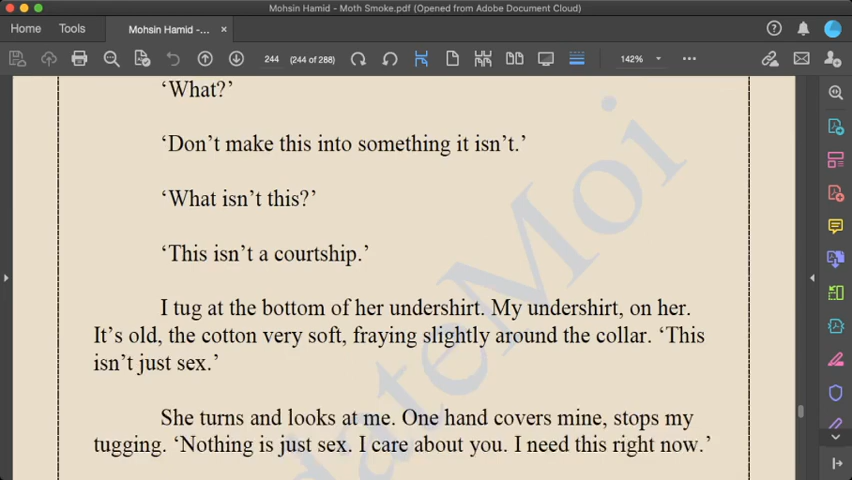 Mohsin Hamid - Moth Smoke.pdf (Opened from Adobe Document Cloud)
Home Tools Mohsin Hamid -... ×
244 (244 of 288) 142%
‘What?’
‘Don’t make this into something it isn’t.’
‘What isn’t this?’
‘This isn’t a courtship.’
I tug at the bottom of her undershirt. My undershirt, on her.
It’s old, the cotton very soft, fraying slightly around the collar. ‘This
isn’t just sex.’
She turns and looks at me. One hand covers mine, stops my
tugging. ‘Nothing is just sex. I care about you. I need this right now.’
dateMoi